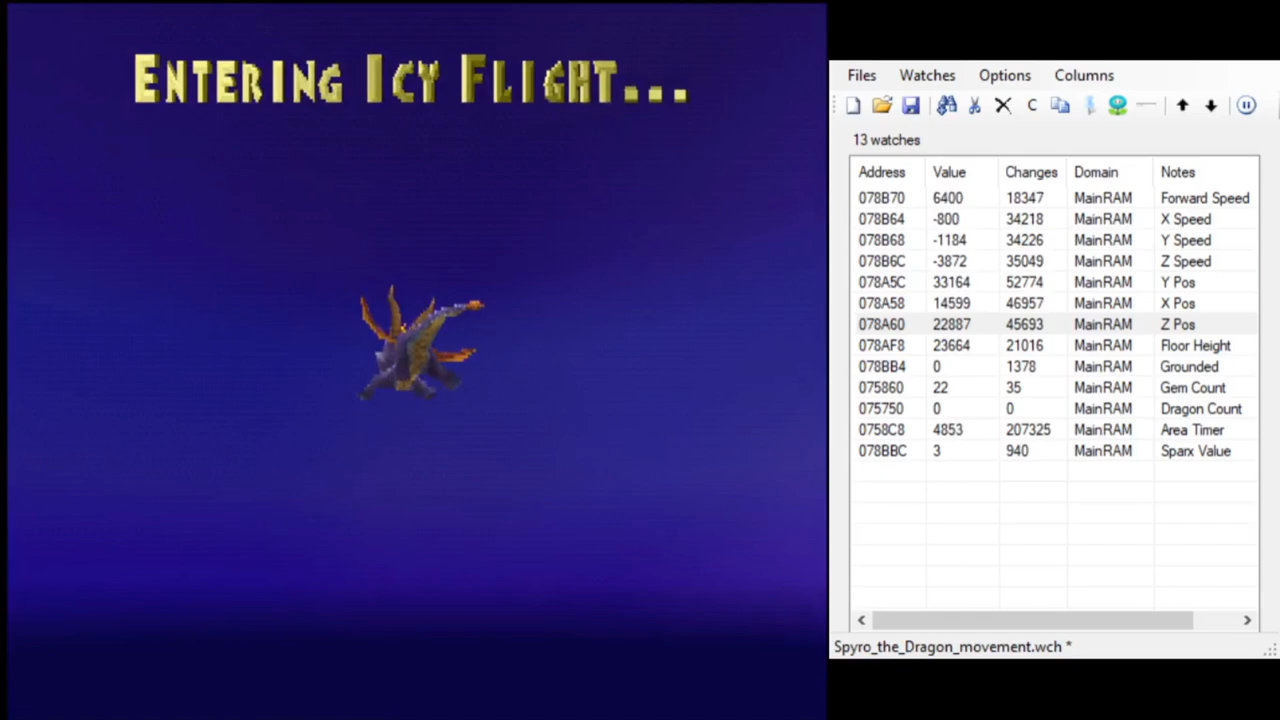 ENTERING ICY FLIGHT...
Files Watches Options Columns
C
13 watches
Address Value Changes Domain Notes
078B70 6400 18347 MainRAM Forward Speed
078B64 -800 34218 MainRAM X Speed
078B68 -1184 34226 MainRAM Y Speed
078B6C -3872 35049 MainRAM Z Speed
078A5C 33164 52774 MainRAM Y Pos
078A58 14599 46957 MainRAM X Pos
078A60 22887 45693 MainRAM Z Pos
078AF8 23664 21016 MainRAM Floor Height
078BB4 0 1378 MainRAM Grounded
075860 22 35 MainRAM Gem Count
075750 0 0 MainRAM Dragon Count
0758C8 4853 207325 MainRAM Area Timer
078BBC 3 940 MainRAM Sparx Value
Spyro_the_Dragon_movement.wch *